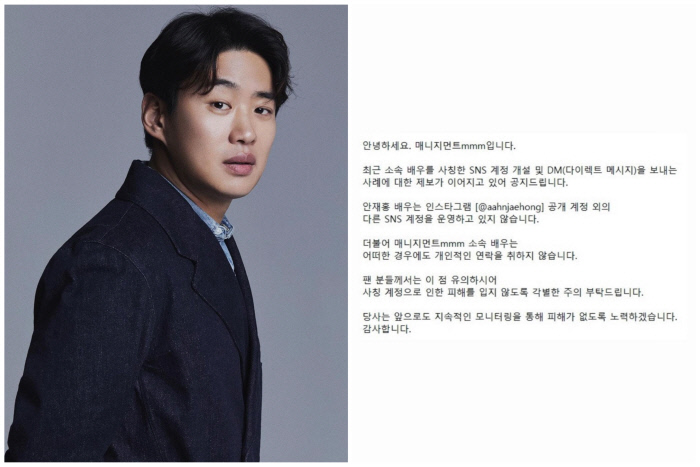 안녕하세요. 매니지먼트mmm입니다.
최근 소속 배우를 사칭한 SNS 계정 개설 및 DM(다이렉트 메시지)을 보내는
사례에 대한 제보가 이어지고 있어 공지드립니다.
안재홍 배우는 인스타그램 [@aahnjaehong] 공개 계정 외의
다른 SNS 계정을 운영하고 있지 않습니다.
더불어 매니지먼트mmm 소속 배우는
어떠한 경우에도 개인적인 연락을 취하지 않습니다.
팬 분들께서는 이 점 유의하시어
사칭 계정으로 인한 피해를 입지 않도록 각별한 주의 부탁드립니다.
당사는 앞으로도 지속적인 모니터링을 통해 피해가 없도록 노력하겠습니다.
감사합니다.